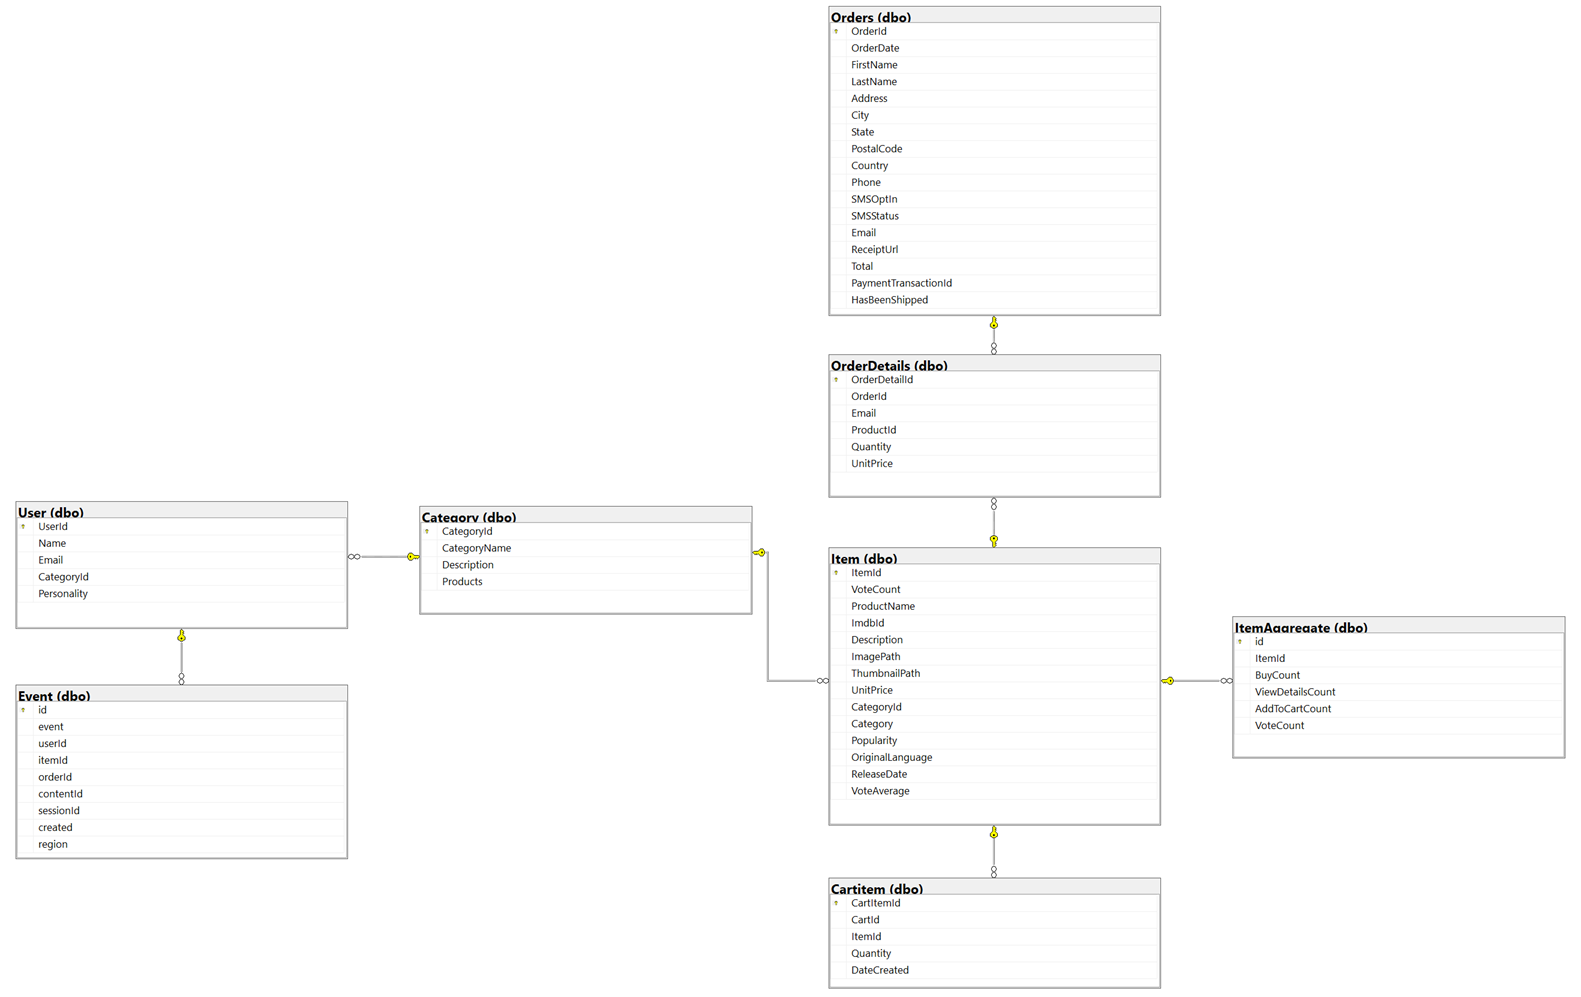 Orders (dbo)
OrderId
OrderDate
FirstName
LastName
Address
City
State
PostalCode
Country
Phone
SMSOptIn
SMSStatus
Email
ReceiptUrl
Total
PaymentTransactionId
HasBeenShipped
OrderDetails (dbo)
OrderDetailId
OrderId
Email
ProductId
Quantity
UnitPrice
User (dbo)
UserId
Name
Email
CategoryId
Personality
Category (dbo)
CategoryId
CategoryName
Description
Products
Item (dbo)
ItemId
VoteCount
ProductName
ImdbId
Description
ImagePath
ThumbnailPath
UnitPrice
CategoryId
Category
Popularity
OriginalLanguage
ReleaseDate
VoteAverage
ItemAggregate (dbo)
id
ItemId
BuyCount
ViewDetailsCount
AddToCartCount
VoteCount
Event (dbo)
id
event
userId
itemId
orderId
contentId
sessionId
created
region
Cartitem (dbo)
CartItemId
CartId
ItemId
Quantity
DateCreated